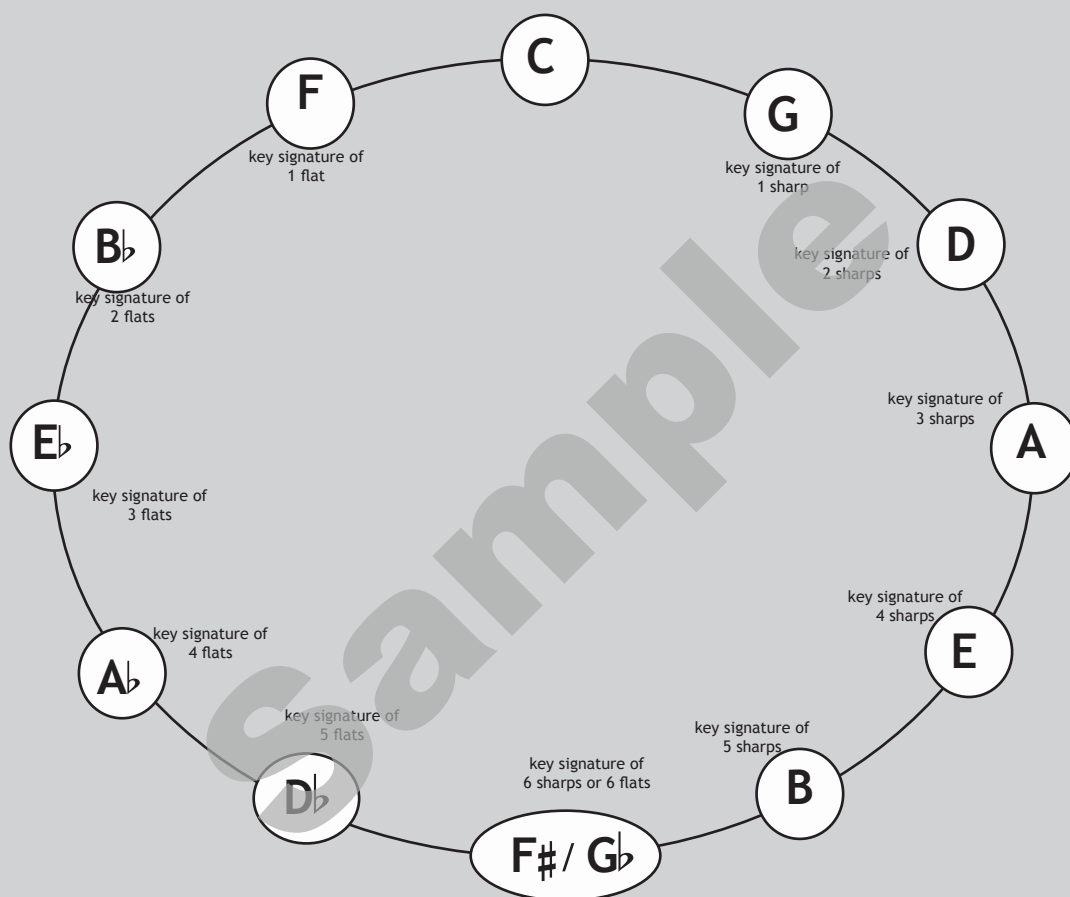 C
F
key signature of
1 flat
G
key signature of
1 sharp
B♭
key signature of
2 flats
D
key signature of
2 sharps
E♭
key signature of
3 flats
A
key signature of
3 sharps
A♭
key signature of
4 flats
E
key signature of
4 sharps
D♭
key signature of
5 flats
B
key signature of
5 sharps
key signature of
6 sharps or 6 flats
F♯ / G♭
Sample